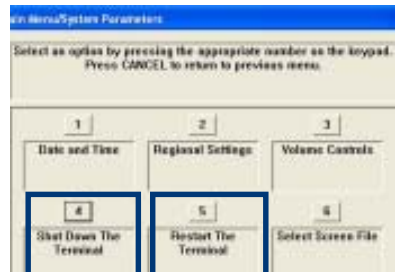 ain Menu/System Parameters
Select an option by pressing the appropriate number on the keypad.
Press CANCEL to return to previous menu.
1
2
3
Date and Time
Regional Settings
Volume Controls
4
5
6
Shut Down The
Terminal
Restart The
Terminal
Select Screen File